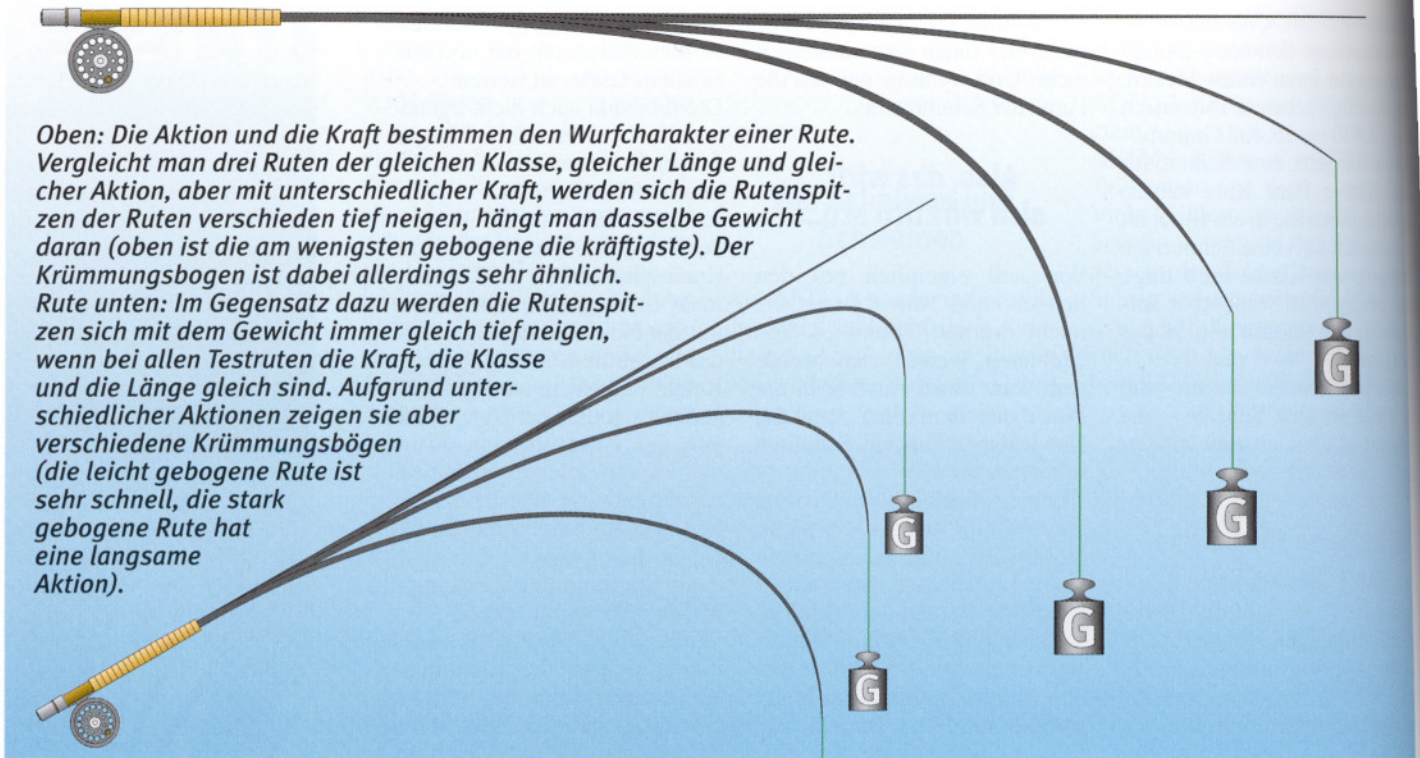 Oben: Die Aktion und die Kraft bestimmen den Wurfcharakter einer Rute.
Vergleicht man drei Ruten der gleichen Klasse, gleicher Länge und glei-
cher Aktion, aber mit unterschiedlicher Kraft, werden sich die Rutenspit-
zen der Ruten verschieden tief neigen, hängt man dasselbe Gewicht
daran (oben ist die am wenigsten gebogene die kräftigste). Der
Krümmungsbogen ist dabei allerdings sehr ähnlich.
Rute unten: Im Gegensatz dazu werden die Rutenspit-
zen sich mit dem Gewicht immer gleich tief neigen,
wenn bei allen Testruten die Kraft, die Klasse
und die Länge gleich sind. Aufgrund unter-
schiedlicher Aktionen zeigen sie aber
verschiedene Krümmungsbögen
(die leicht gebogene Rute ist
sehr schnell, die stark
gebogene Rute hat
eine langsame
Aktion).
G
G
G
G
G